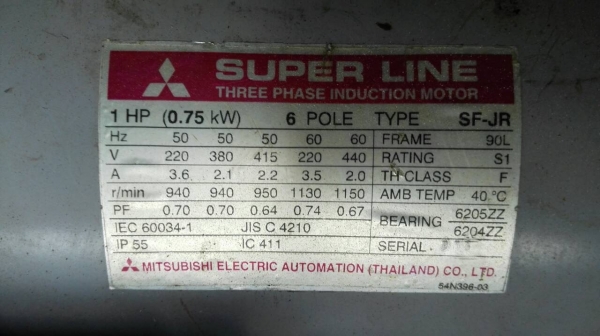 SUPER LINE
THREE PHASE INDUCTION MOTOR
1 HP (0.75 kW) 6 POLE TYPE SF-JR
Hz 50 50 50 60 60 FRAME 90L
V 220 380 415 220 440 RATING S1
A 3.6 2.1 2.2 3.5 2.0 TH CLASS F
r/min 940 940 950 1130 1150 AMB TEMP 40 °C
PF 0.70 0.70 0.64 0.74 0.67 BEARING 6205ZZ
6204ZZ
IEC 60034-1 JIS C 4210
IP 55 IC 411 SERIAL
MITSUBISHI ELECTRIC AUTOMATION (THAILAND) CO., LTD.
54N396-03